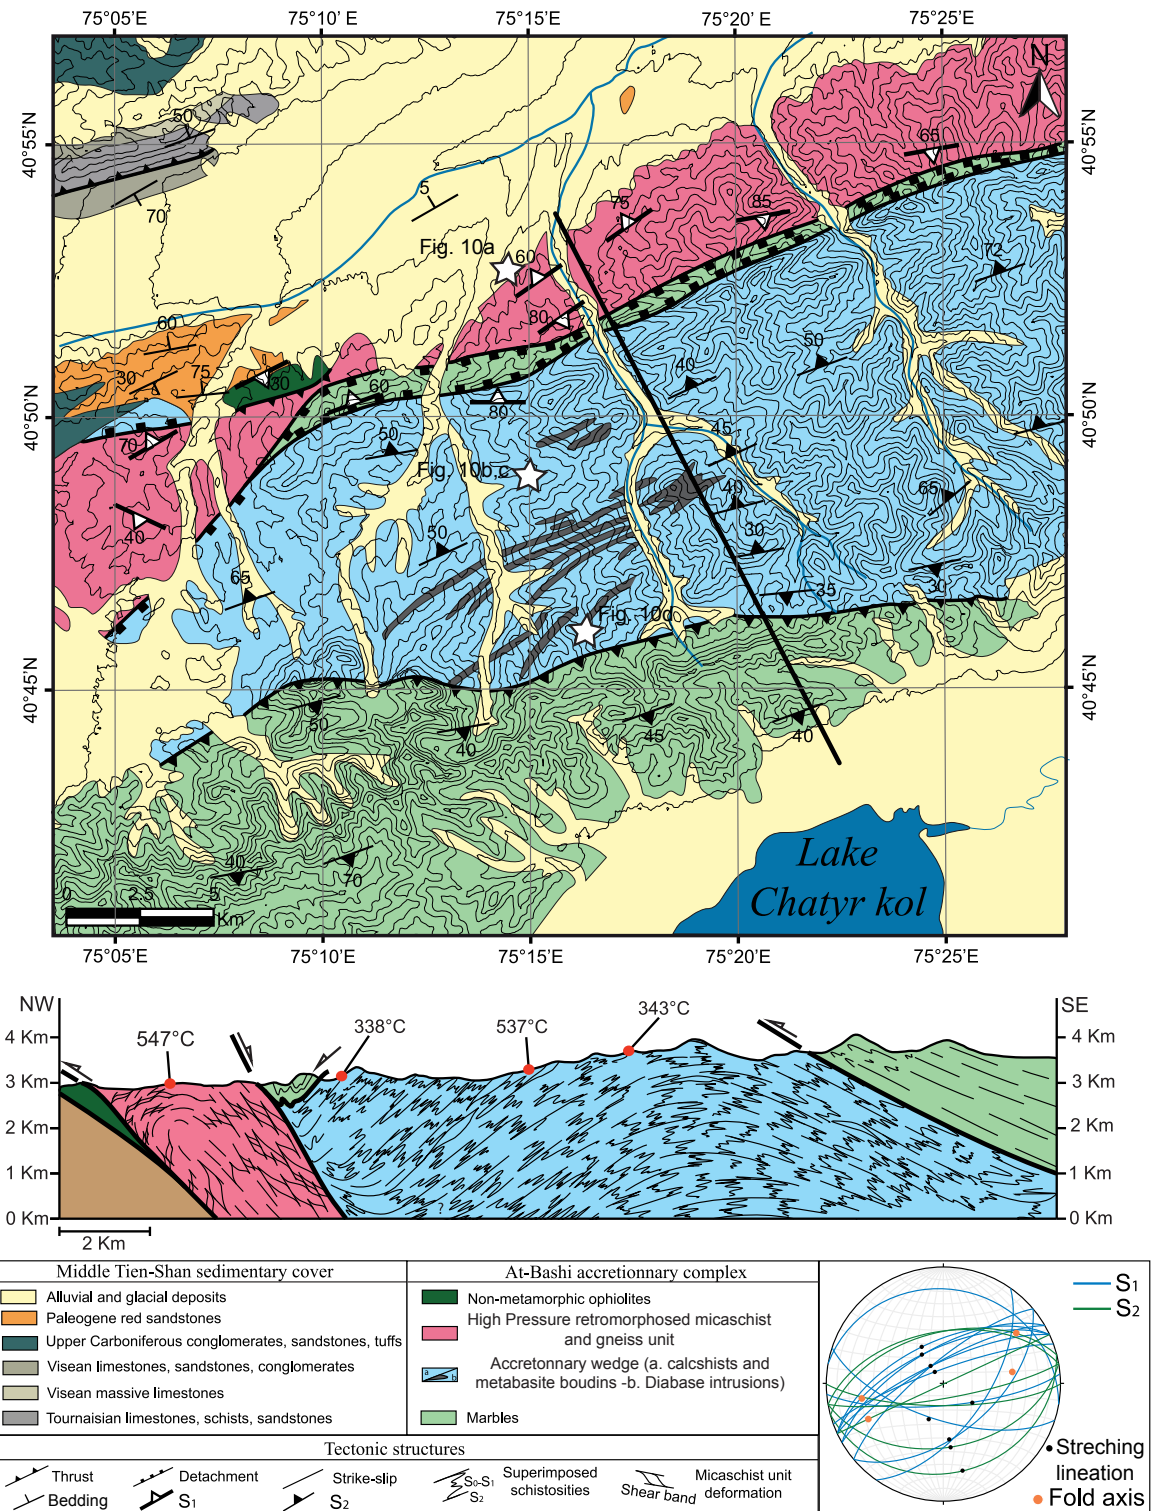 75°05' E 75°10' E 75°15' E 75°20' E 75°25' E
N
40°55'N
40°50'N
40°45'N
40°55'N
40°50'N
40°45'N
50
70
5
65
75
85
Fig. 10a
60
80
72
60
30
75
30
60
80
40
50
70
50
45
Fig. 10b,c
40
65
40
50
30
65
35
30
Fig. 10d
50
40
45
40
40
70
0 2.5 5
Km
Lake
Chatyr kol
75°05'E 75°10'E 75°15'E 75°20'E 75°25'E
NW SE
547°C 338°C 537°C 343°C
4 Km 4 Km
3 Km 3 Km
2 Km 2 Km
1 Km 1 Km
0 Km 0 Km
?
2 Km
Middle Tien-Shan sedimentary cover
Alluvial and glacial deposits
Paleogene red sandstones
Upper Carboniferous conglomerates, sandstones, tuffs
Visean limestones, sandstones, conglomerates
Visean massive limestones
Tournaisian limestones, schists, sandstones
At-Bashi accretionnary complex
Non-metamorphic ophiolites
High Pressure retromorphosed micaschist
and gneiss unit
a b
Accretonnary wedge (a. calcshists and
metabasite boudins -b. Diabase intrusions)
Marbles
Tectonic structures
Thrust
Detachment
Strike-slip
S₀-S₁
S₂
Superimposed
schistosities
Shear band
Micaschist unit
deformation
Bedding
S₁
S₂
S₁
S₂
Streching
lineation
Fold axis